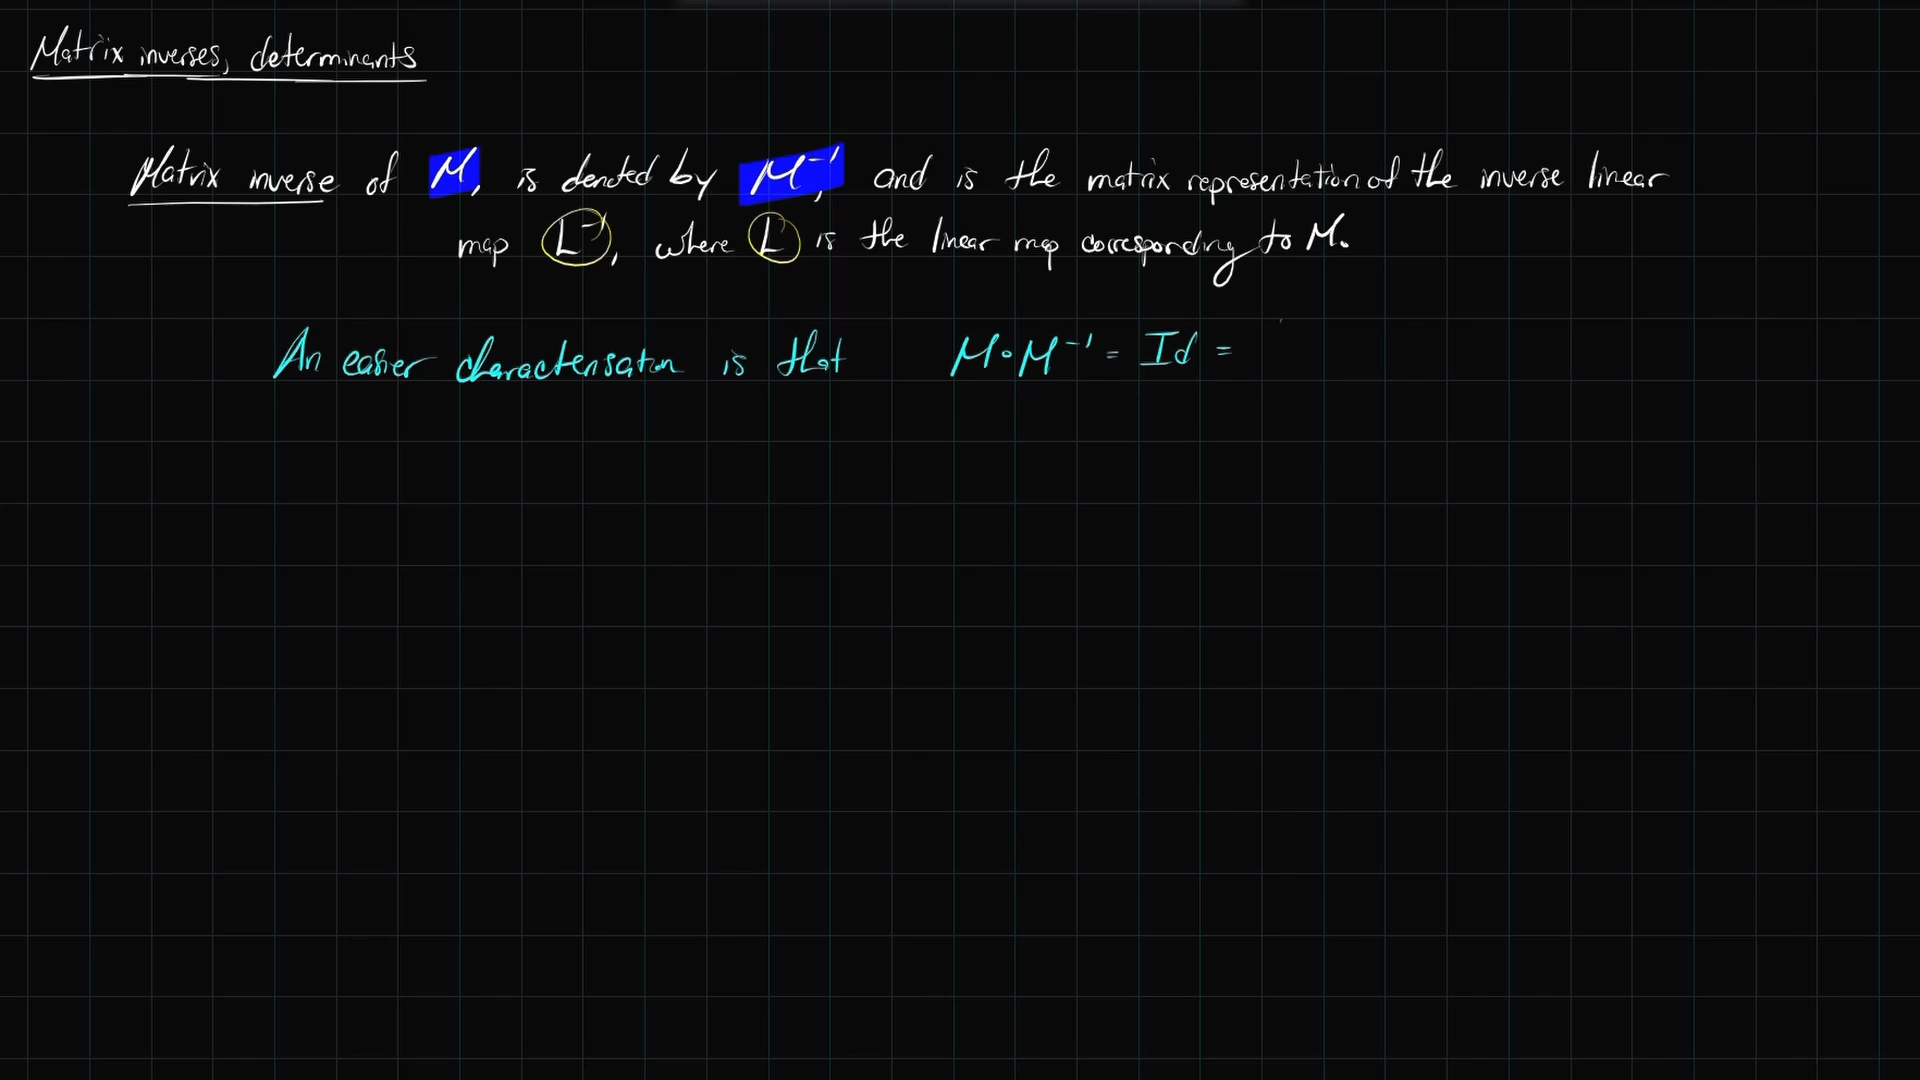 Matrix inverses, determinants
Matrix inverse of M, is denoted by M⁻¹, and is the matrix representation of the inverse linear
map L⁻¹, where L is the linear map corresponding to M.
An easier characterisation is that M∘M⁻¹ = Id =